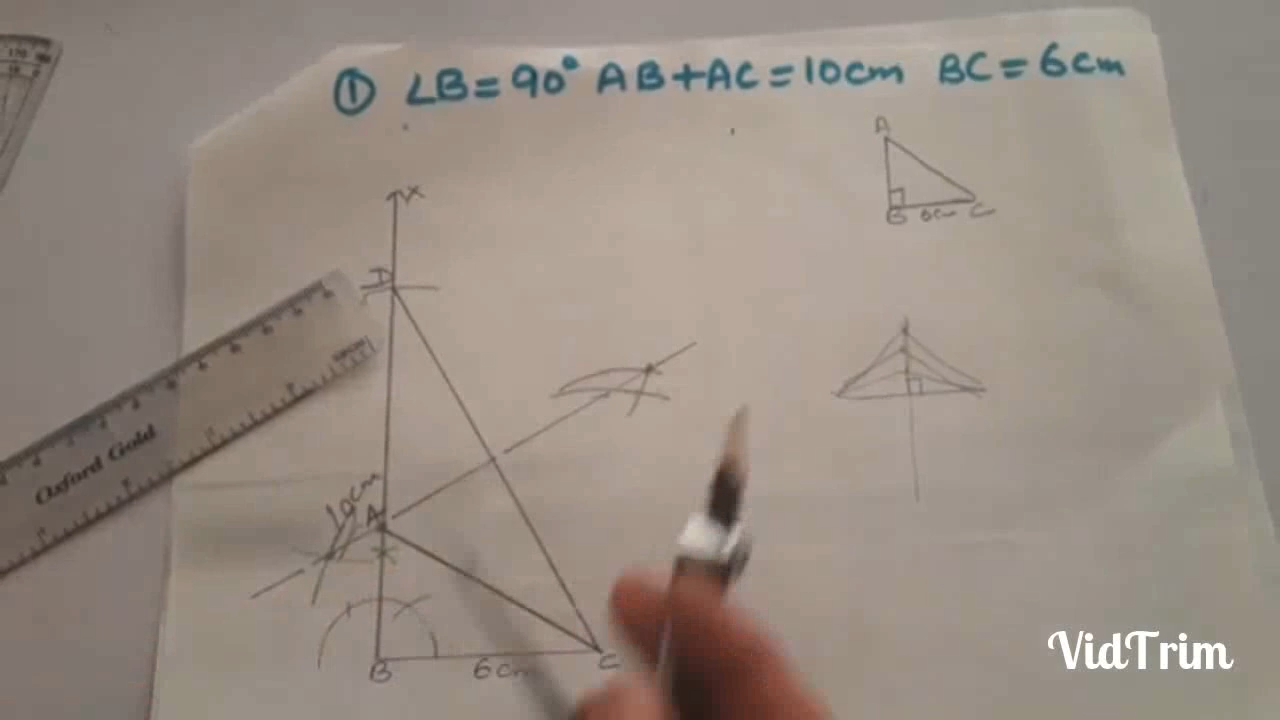 ① ∠B=90° AB+AC=10cm BC=6cm
A
B 6cm C
X
D
10cm
A
B 6cm C
Oxford Gold
VidTrim